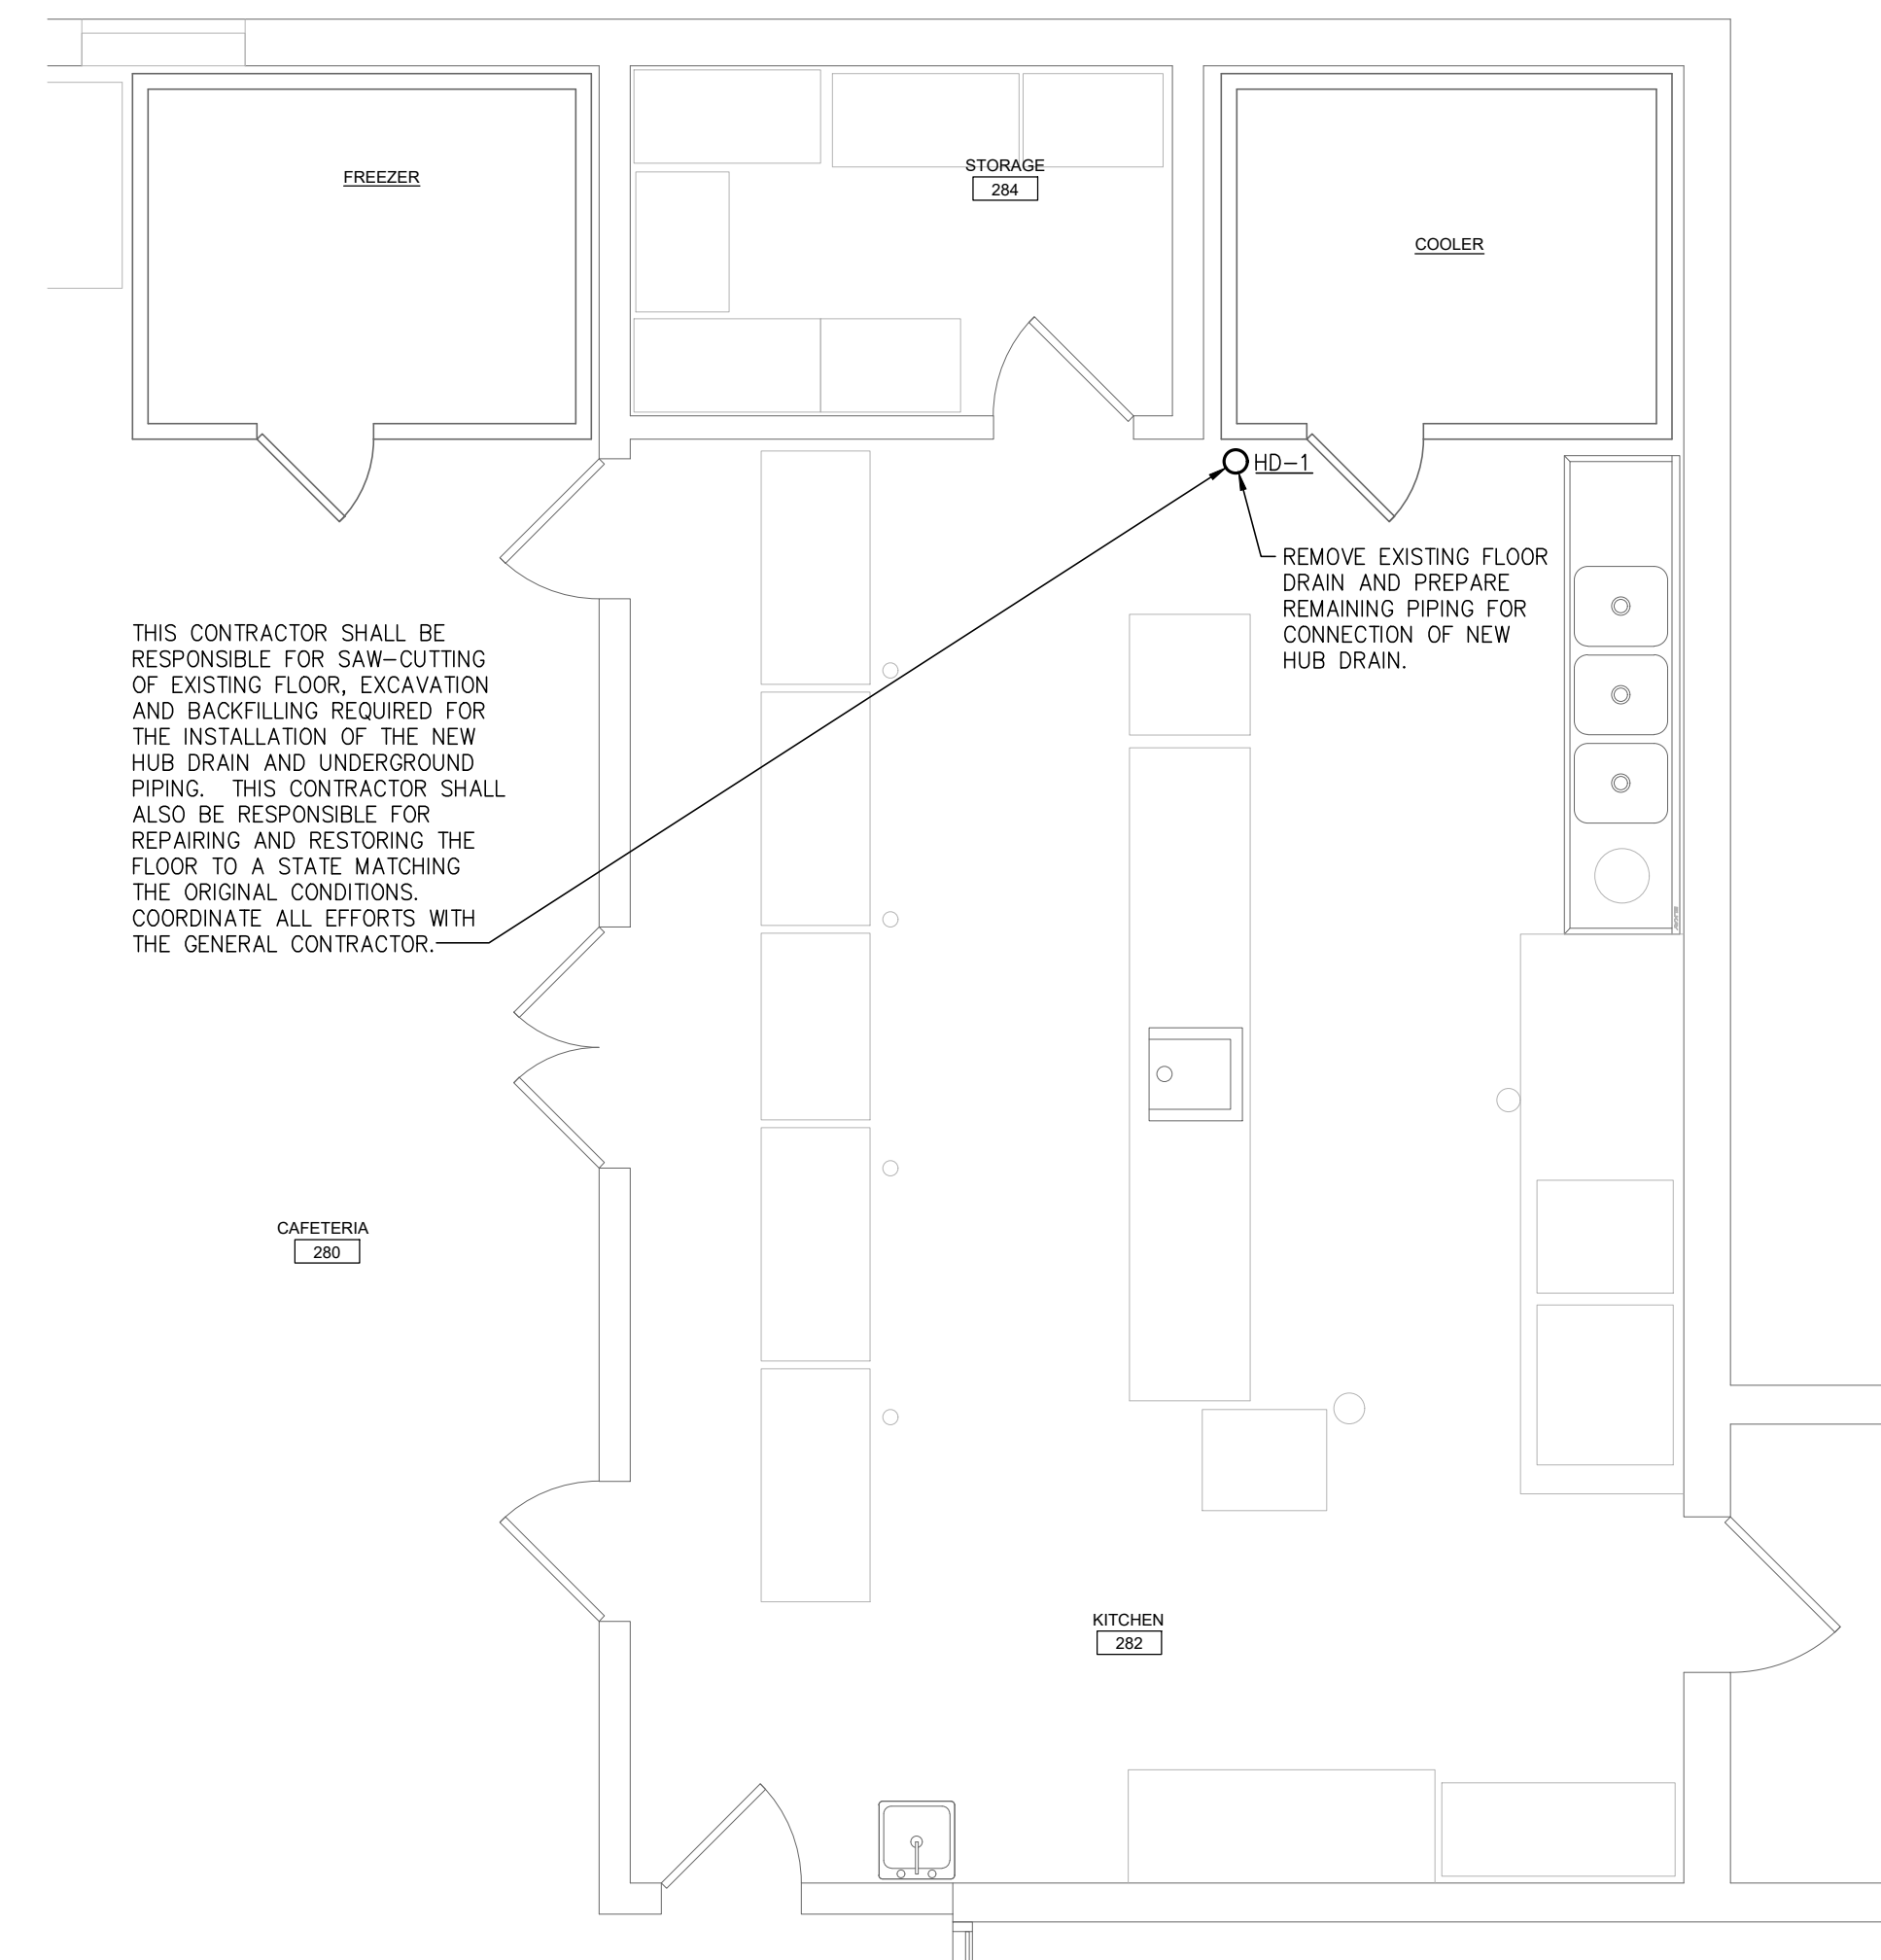 FREEZER
STORAGE
284
COOLER
HD-1
REMOVE EXISTING FLOOR
DRAIN AND PREPARE
REMAINING PIPING FOR
CONNECTION OF NEW
HUB DRAIN.
THIS CONTRACTOR SHALL BE
RESPONSIBLE FOR SAW-CUTTING
OF EXISTING FLOOR, EXCAVATION
AND BACKFILLING REQUIRED FOR
THE INSTALLATION OF THE NEW
HUB DRAIN AND UNDERGROUND
PIPING. THIS CONTRACTOR SHALL
ALSO BE RESPONSIBLE FOR
REPAIRING AND RESTORING THE
FLOOR TO A STATE MATCHING
THE ORIGINAL CONDITIONS.
COORDINATE ALL EFFORTS WITH
THE GENERAL CONTRACTOR.
CAFETERIA
280
KITCHEN
282